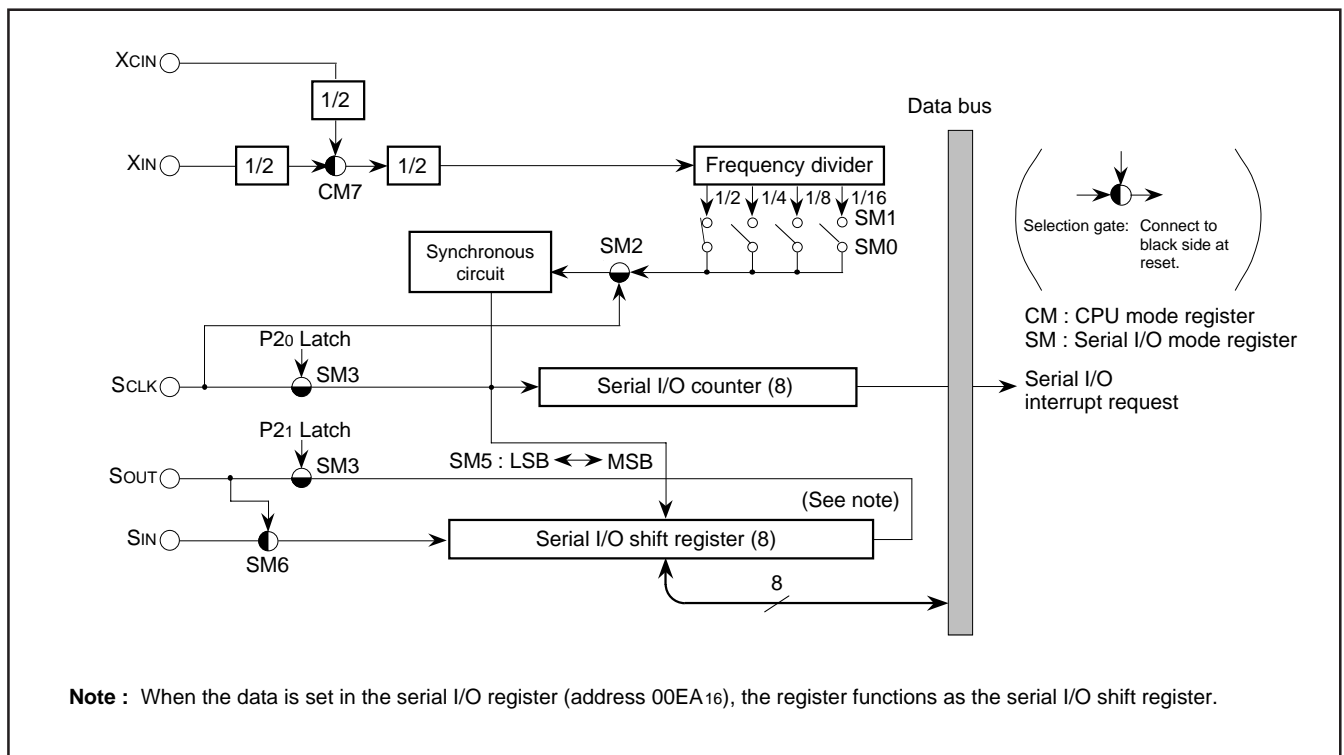 XCIN
1/2
Data bus
XIN
1/2
CM7
1/2
Frequency divider
1/2
1/4
1/8
1/16
SM1
SM0
SM2
Synchronous
circuit
Selection gate: Connect to
black side at
reset.
CM : CPU mode register
SM : Serial I/O mode register
P20 Latch
SCLK
SM3
Serial I/O counter (8)
Serial I/O
interrupt request
P21 Latch
SM3
SM5 : LSB
MSB
SOUT
(See note)
SIN
SM6
Serial I/O shift register (8)
8
Note : When the data is set in the serial I/O register (address 00EA16), the register functions as the serial I/O shift register.